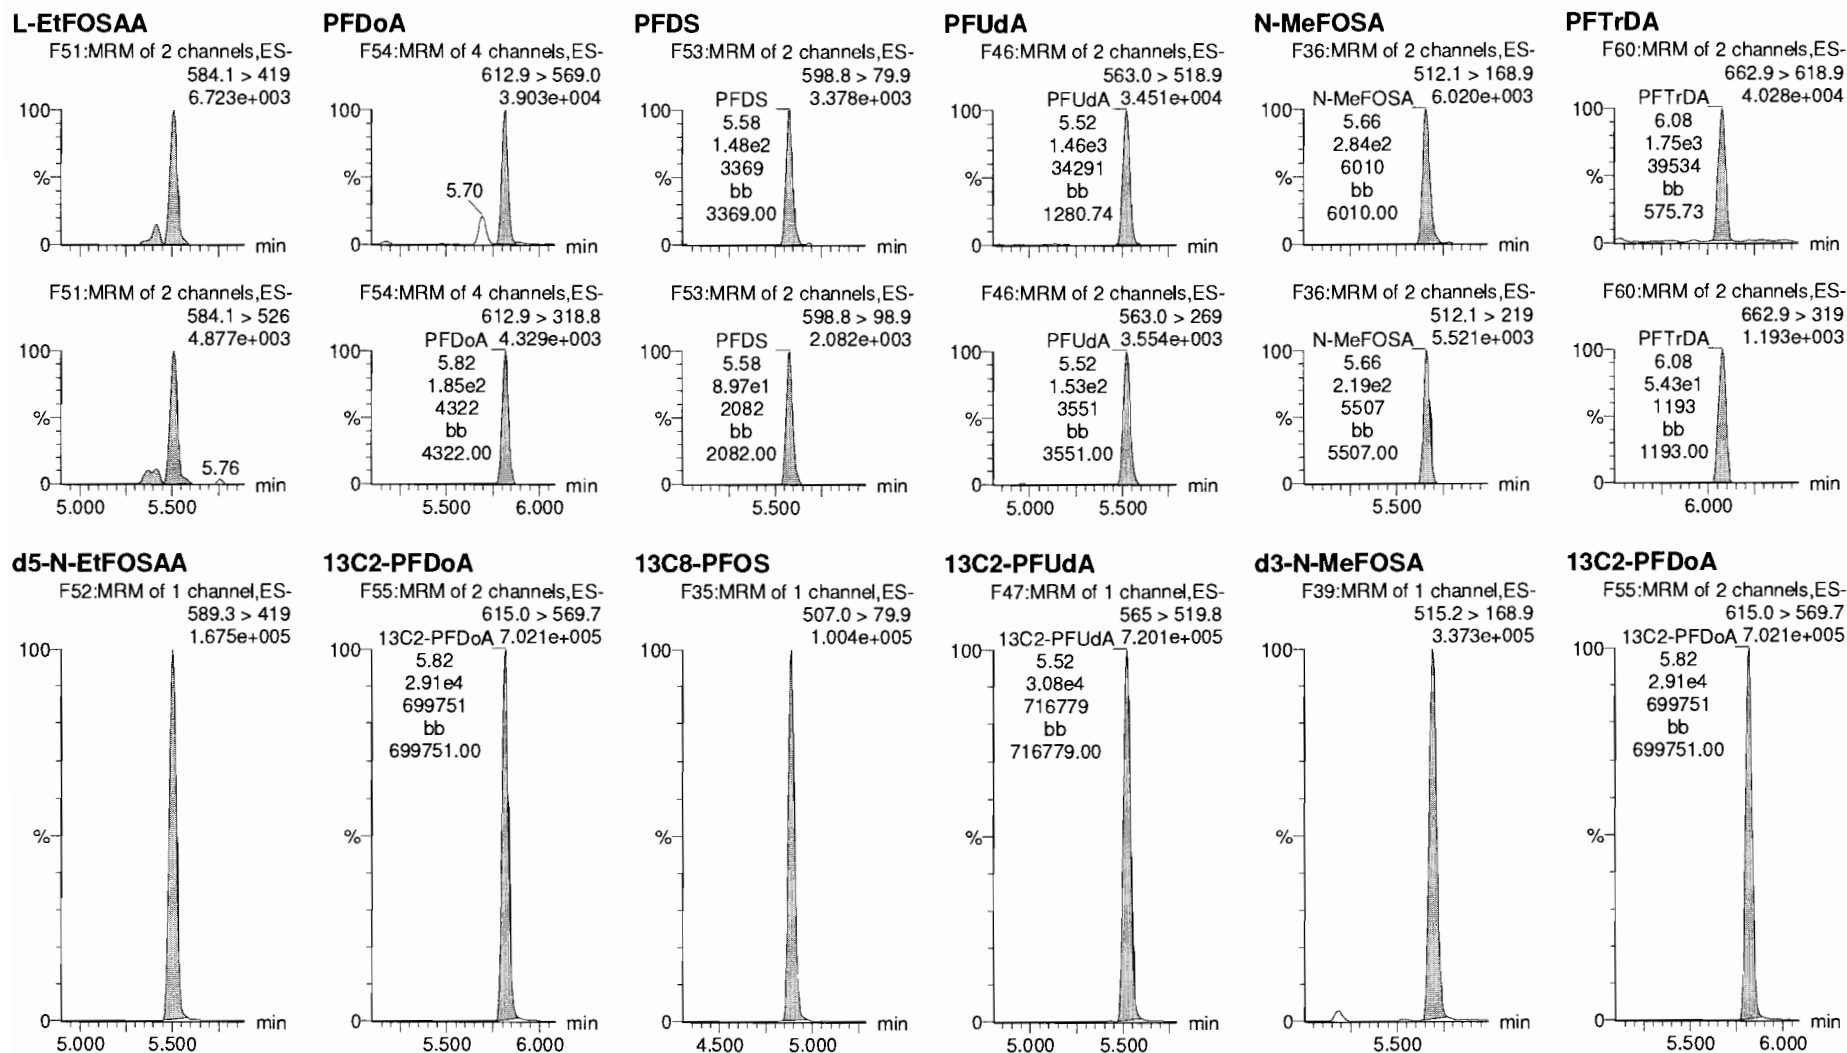 L-EtFOSAA
F51:MRM of 2 channels,ES-
584.1 > 419
6.723e+003
100
%
0
min
F51:MRM of 2 channels,ES-
584.1 > 526
4.877e+003
100
%
5.76
0
min
5.000 5.500
PFDoA
F54:MRM of 4 channels,ES-
612.9 > 569.0
3.903e+004
100
5.70
%
0
min
F54:MRM of 4 channels,ES-
612.9 > 318.8
PFDoA 4.329e+003
100
5.82
1.85e2
4322
bb
4322.00
%
0
min
5.500 6.000
PFDS
F53:MRM of 2 channels,ES-
598.8 > 79.9
PFDS 3.378e+003
100
5.58
1.48e2
3369
bb
3369.00
%
0
min
F53:MRM of 2 channels,ES-
598.8 > 98.9
PFDS 2.082e+003
100
5.58
8.97e1
2082
bb
2082.00
%
0
min
5.500
PFUdA
F46:MRM of 2 channels,ES-
563.0 > 518.9
PFUdA 3.451e+004
100
5.52
1.46e3
34291
bb
1280.74
%
0
min
F46:MRM of 2 channels,ES-
563.0 > 269
PFUdA 3.554e+003
100
5.52
1.53e2
3551
bb
3551.00
%
0
min
5.000 5.500
N-MeFOSA
F36:MRM of 2 channels,ES-
512.1 > 168.9
N-MeFOSA 6.020e+003
100
5.66
2.84e2
6010
bb
6010.00
%
0
min
F36:MRM of 2 channels,ES-
512.1 > 219
N-MeFOSA 5.521e+003
100
5.66
2.19e2
5507
bb
5507.00
%
0
min
5.500
PFTrDA
F60:MRM of 2 channels,ES-
662.9 > 618.9
PFTrDA 4.028e+004
100
6.08
1.75e3
39534
bb
575.73
%
0
min
F60:MRM of 2 channels,ES-
662.9 > 319
PFTrDA 1.193e+003
100
6.08
5.43e1
1193
bb
1193.00
%
0
min
6.000
d5-N-EtFOSAA
F52:MRM of 1 channel,ES-
589.3 > 419
1.675e+005
100
%
0
min
5.000 5.500
13C2-PFDoA
F55:MRM of 2 channels,ES-
615.0 > 569.7
13C2-PFDoA 7.021e+005
100
5.82
2.91e4
699751
bb
699751.00
%
0
min
5.500 6.000
13C8-PFOS
F35:MRM of 1 channel,ES-
507.0 > 79.9
1.004e+005
100
%
0
min
4.500 5.000
13C2-PFUdA
F47:MRM of 1 channel,ES-
565 > 519.8
13C2-PFUdA 7.201e+005
100
5.52
3.08e4
716779
bb
716779.00
%
0
min
5.000 5.500
d3-N-MeFOSA
F39:MRM of 1 channel,ES-
515.2 > 168.9
3.373e+005
100
%
0
min
5.500
13C2-PFDoA
F55:MRM of 2 channels,ES-
615.0 > 569.7
13C2-PFDoA 7.021e+005
100
5.82
2.91e4
699751
bb
699751.00
%
0
min
5.500 6.000